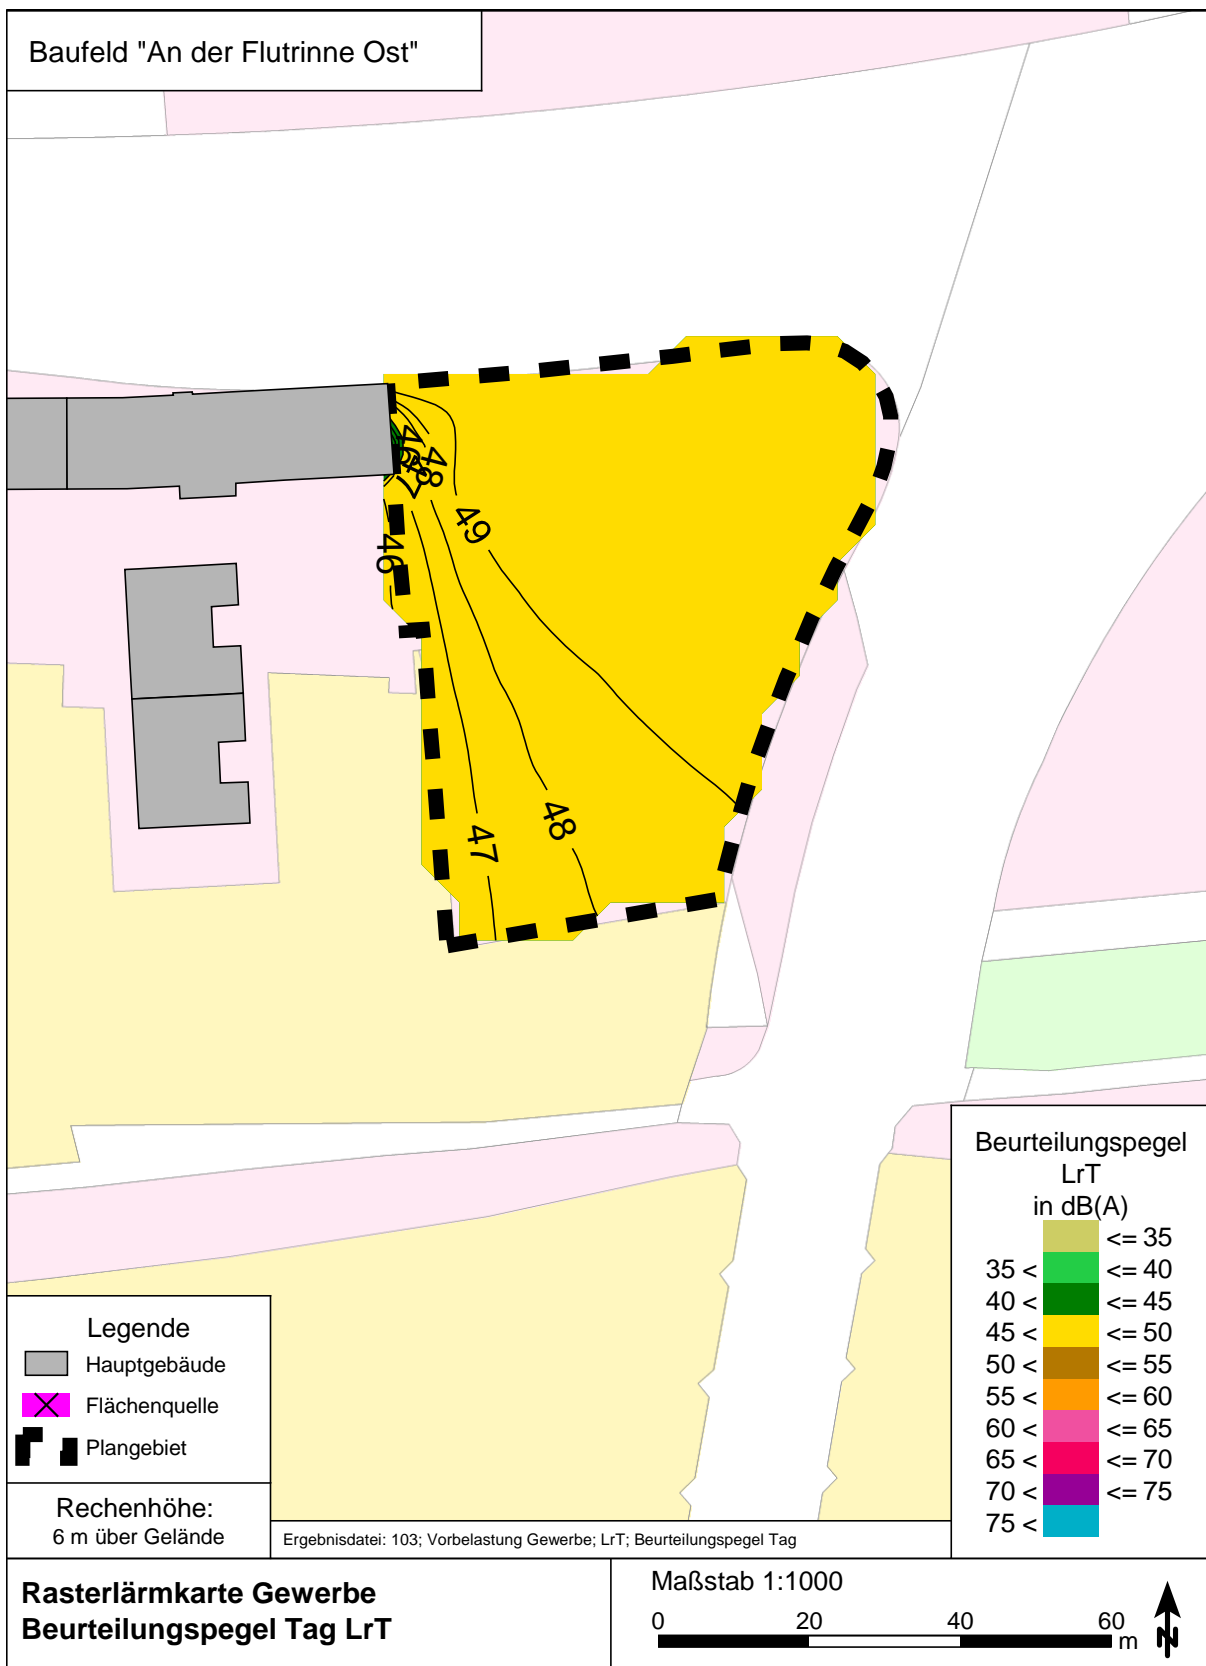 Baufeld "An der Flutrinne Ost"
46
47
48
49
46
47
48
Beurteilungspegel
LrT
in dB(A)
<= 35
35 < <= 40
40 < <= 45
45 < <= 50
50 < <= 55
55 < <= 60
60 < <= 65
65 < <= 70
70 < <= 75
75 <
Legende
Hauptgebäude
Flächenquelle
Plangebiet
Rechenhöhe:
6 m über Gelände
Ergebnisdatei: 103; Vorbelastung Gewerbe; LrT; Beurteilungspegel Tag
Rasterlärmkarte Gewerbe
Beurteilungspegel Tag LrT
Maßstab 1:1000
0 20 40 60
m
N